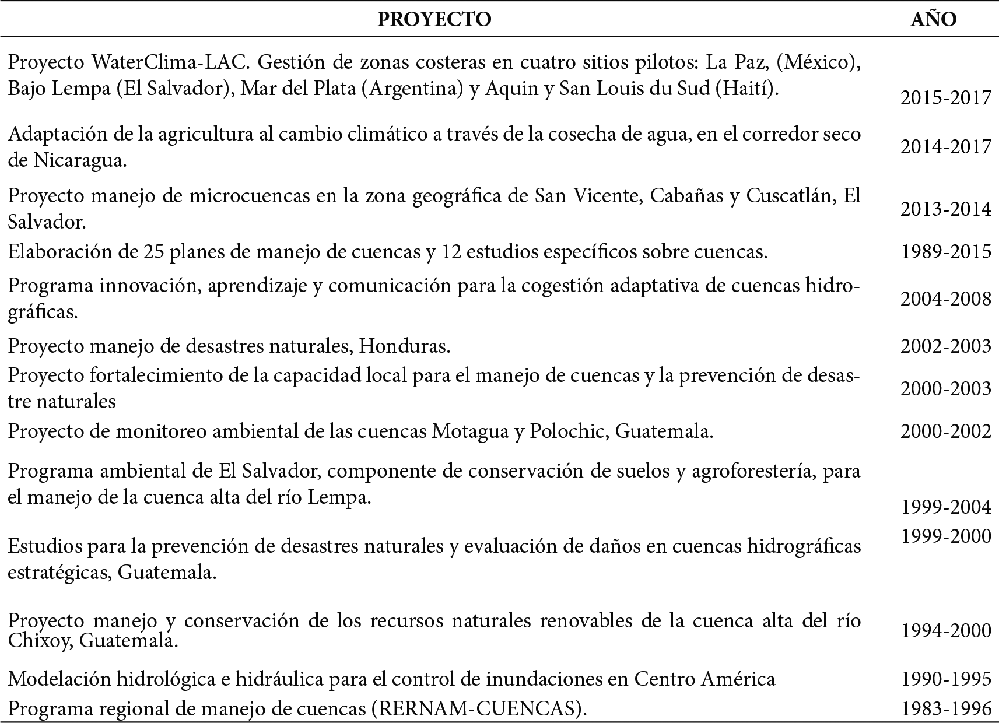 PROYECTO AÑO
Proyecto WaterClima-LAC. Gestión de zonas costeras en cuatro sitios pilotos: La Paz, (México),
Bajo Lempa (El Salvador), Mar del Plata (Argentina) y Aquin y San Louis du Sud (Haití).
2015-2017
Adaptación de la agricultura al cambio climático a través de la cosecha de agua, en el corredor seco
de Nicaragua.
2014-2017
Proyecto manejo de microcuencas en la zona geográfica de San Vicente, Cabañas y Cuscatlán, El
Salvador.
2013-2014
Elaboración de 25 planes de manejo de cuencas y 12 estudios específicos sobre cuencas. 1989-2015
Programa innovación, aprendizaje y comunicación para la cogestión adaptativa de cuencas hidro-
gráficas.
2004-2008
Proyecto manejo de desastres naturales, Honduras. 2002-2003
Proyecto fortalecimiento de la capacidad local para el manejo de cuencas y la prevención de desas-
tre naturales
2000-2003
Proyecto de monitoreo ambiental de las cuencas Motagua y Polochic, Guatemala. 2000-2002
Programa ambiental de El Salvador, componente de conservación de suelos y agroforestería, para
el manejo de la cuenca alta del río Lempa.
1999-2004
Estudios para la prevención de desastres naturales y evaluación de daños en cuencas hidrográficas
estratégicas, Guatemala.
1999-2000
Proyecto manejo y conservación de los recursos naturales renovables de la cuenca alta del río
Chixoy, Guatemala.
1994-2000
Modelación hidrológica e hidráulica para el control de inundaciones en Centro América 1990-1995
Programa regional de manejo de cuencas (RERNAM-CUENCAS). 1983-1996